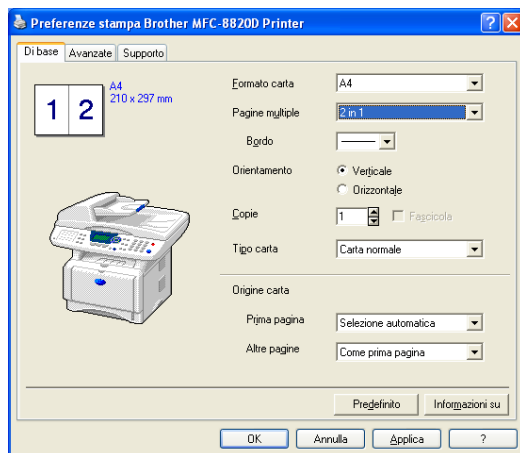 Preferenze stampa Brother MFC-8820D Printer
Di base Avanzate Supporto
1 2
A4
210 x 297 mm
Formato carta A4
Pagine multiple 2 in 1
Bordo
Orientamento Verticale
Orizzontale
Copie 1 Fascicola
Tipo carta Carta normale
Origine carta
Prima pagina Selezione automatica
Altre pagine Come prima pagina
Predefinito Informazioni su
OK Annulla Applica ?